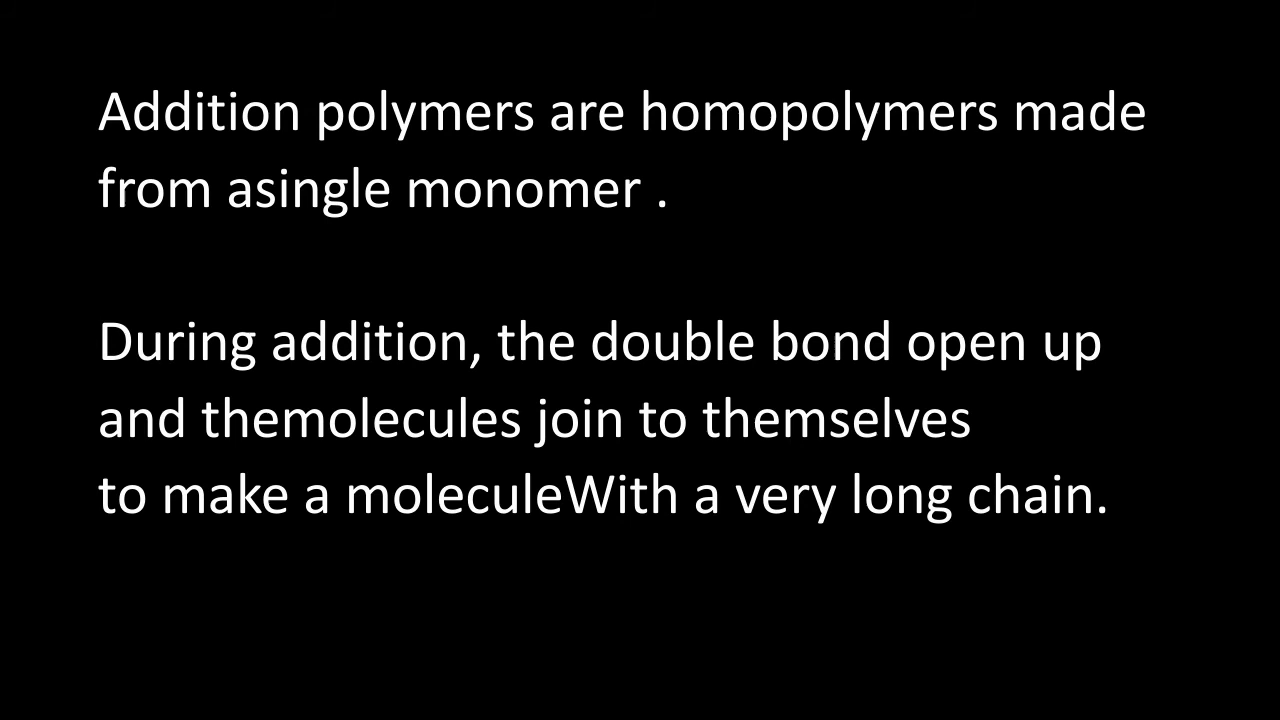 Addition polymers are homopolymers made
from asingle monomer .
During addition, the double bond open up
and themolecules join to themselves
to make a moleculeWith a very long chain.